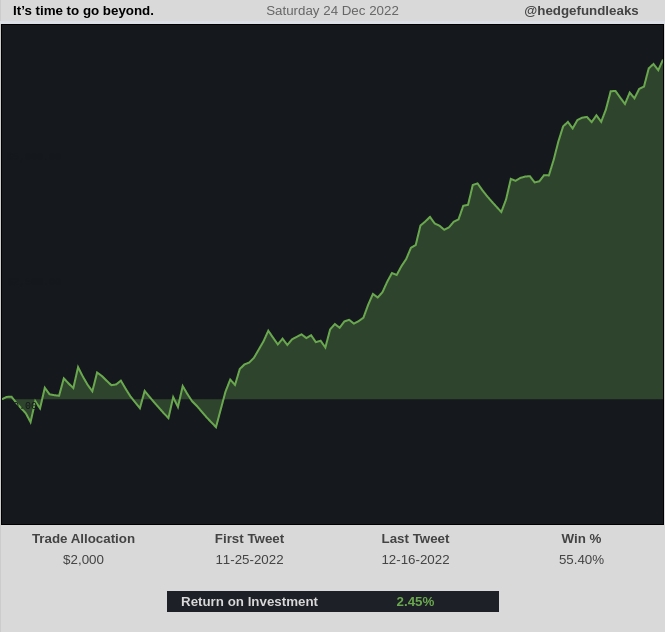 It's time to go beyond. Saturday 24 Dec 2022 @hedgefundleaks
Trade Allocation First Tweet Last Tweet Win %
$2,000 11-25-2022 12-16-2022 55.40%
Return on Investment 2.45%